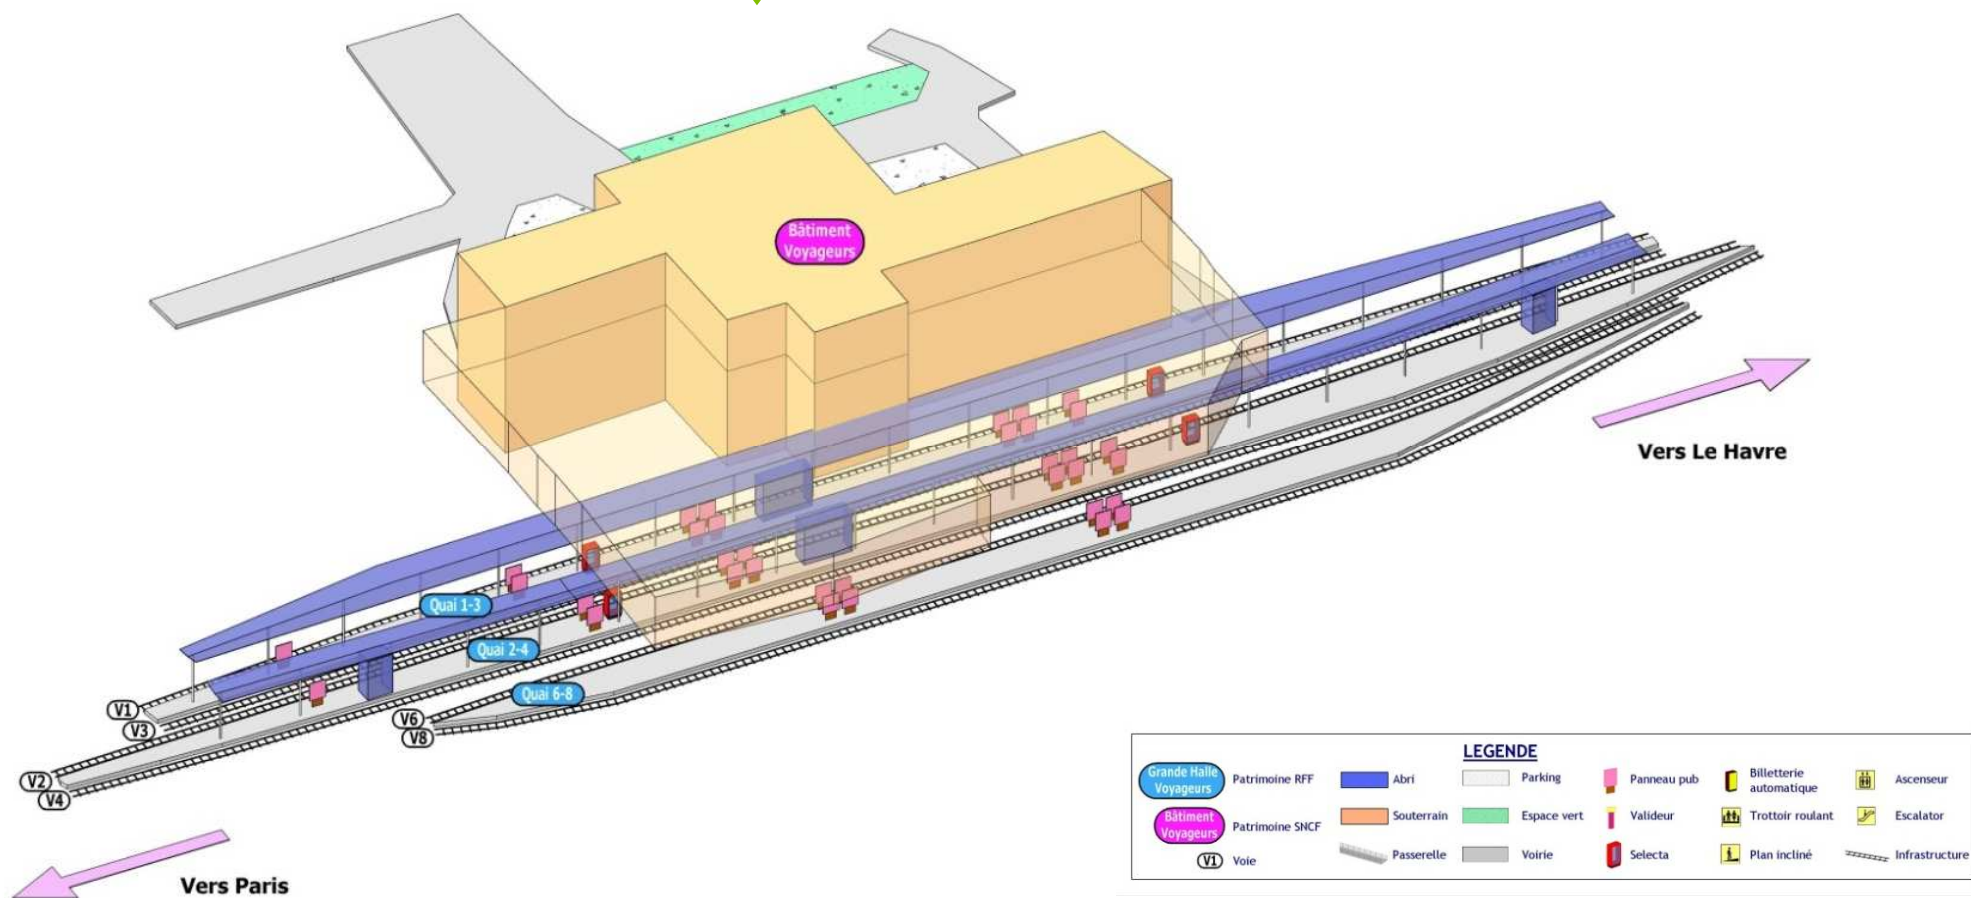 Bâtiment
Voyageurs
Vers Le Havre
Quai 1-3
Quai 2-4
Quai 6-8
V1
V3
V6
V8
V2
V4
Vers Paris
LEGENDE
Grande Halle
Voyageurs
Patrimoine RFF
Abri
Parking
Panneau pub
Billetterie
automatique
Ascenseur
Bâtiment
Voyageurs
Patrimoine SNCF
Souterrain
Espace vert
Valideur
Trottoir roulant
Escalator
V1
Voie
Passerelle
Voirie
Selecta
Plan incliné
Infrastructure